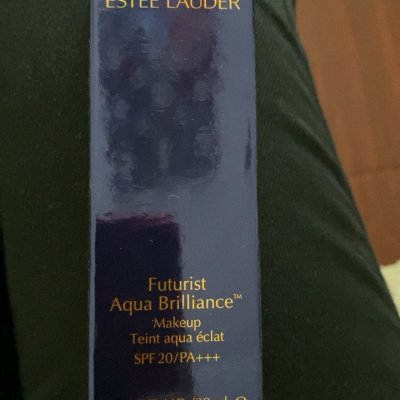 ESTEE LAUDER
Futurist
Aqua Brilliance™
Makeup
Teint aqua éclat
SPF 20/PA+++